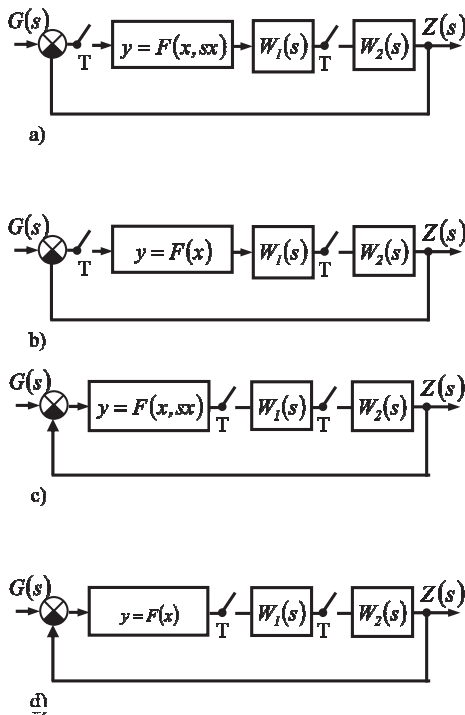 G(s) T y = F(x, sx) W₁(s) T W₂(s) Z(s)
a)
G(s) T y = F(x) W₁(s) T W₂(s) Z(s)
b)
G(s) y = F(x, sx) T W₁(s) T W₂(s) Z(s)
c)
G(s) y = F(x) T W₁(s) T W₂(s) Z(s)
d)